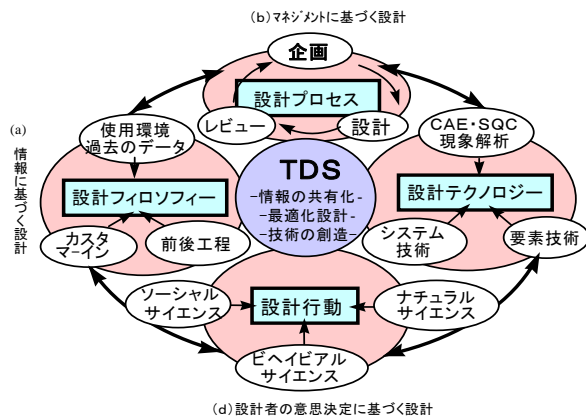 (b)マネジメントに基づく設計
企画
設計プロセス
レビュー
設計
(a)
情報に基づく設計
使用環境
過去のデータ
設計フィロソフィー
カスタ
マーイン
前後工程
TDS
-情報の共有化-
-最適化設計-
-技術の創造-
CAE・SQC
現象解析
設計テクノロジー
システム
技術
要素技術
ソーシャル
サイエンス
設計行動
ナチュラル
サイエンス
ビヘイビアル
サイエンス
(d)設計者の意思決定に基づく設計